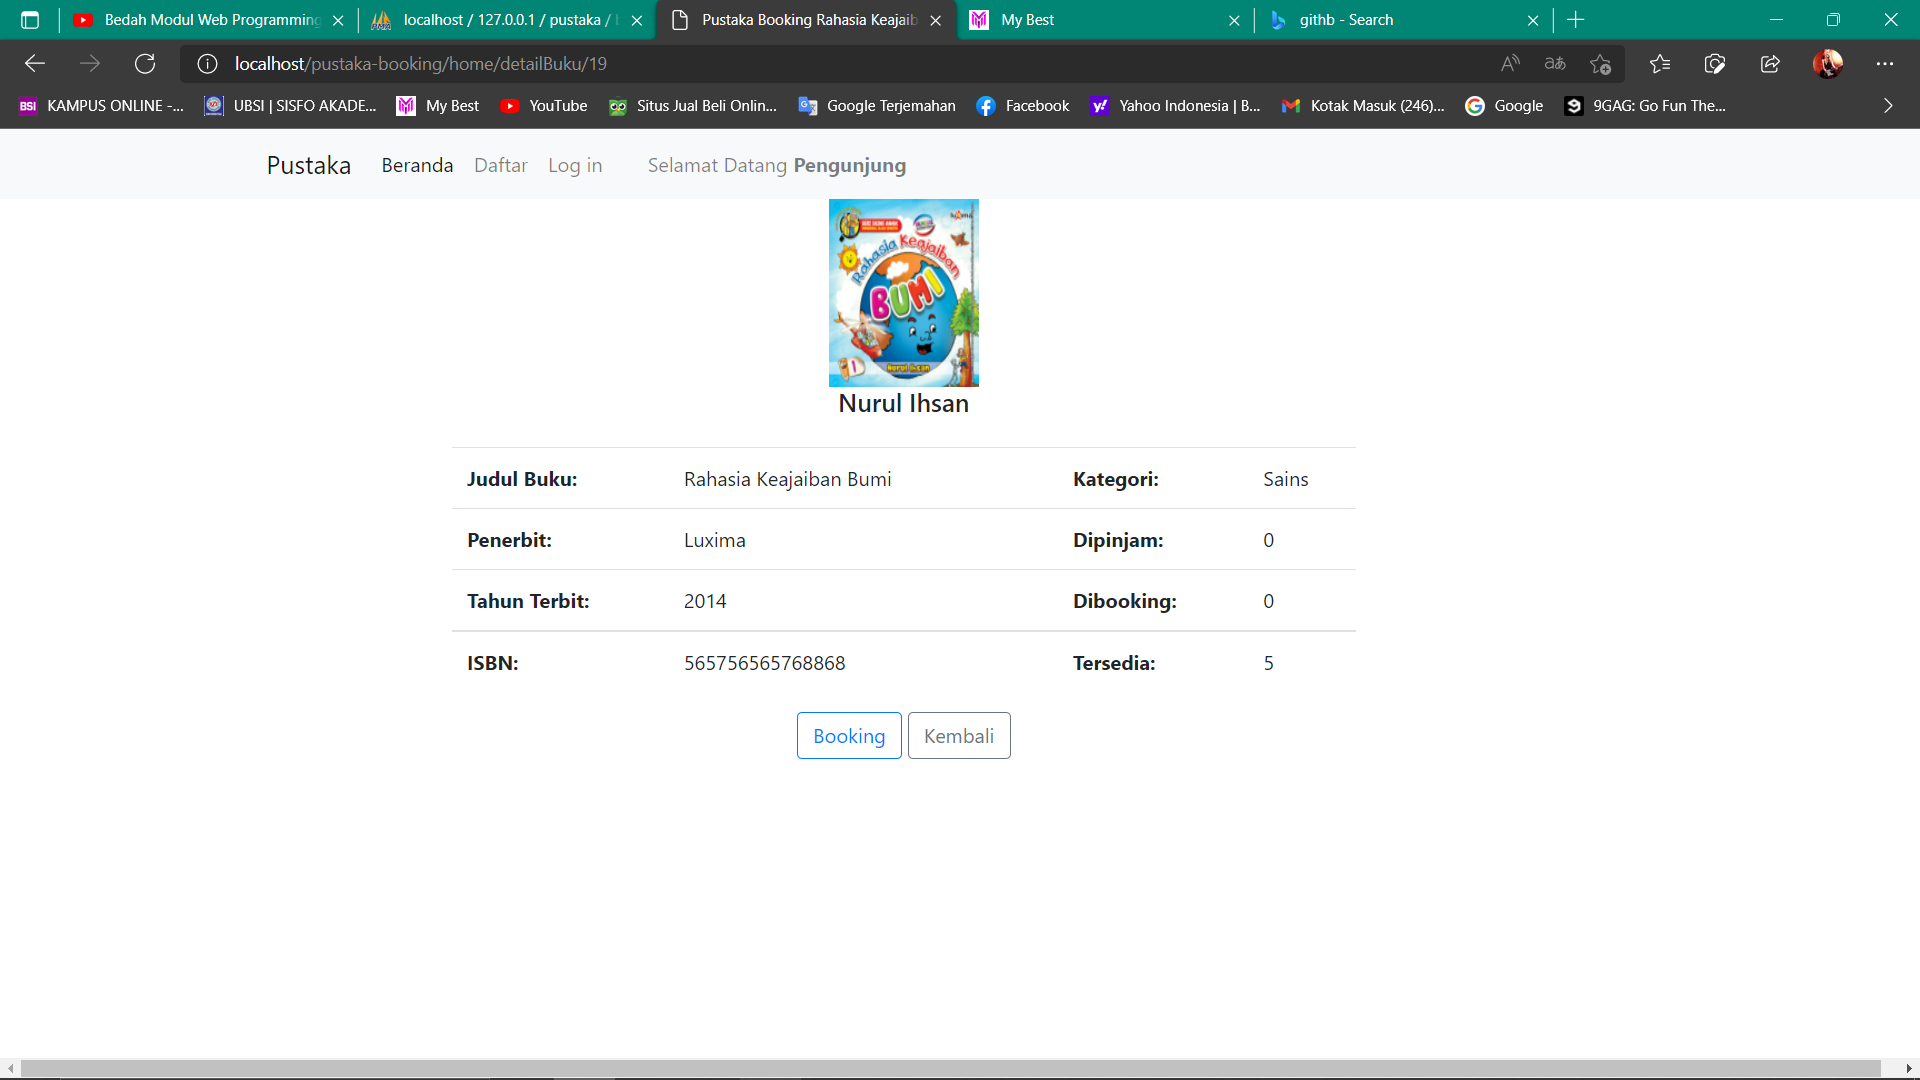 Bedah Modul Web Programming
localhost / 127.0.0.1 / pustaka /
Pustaka Booking Rahasia Keajaib
My Best
githb - Search
localhost/pustaka-booking/home/detailBuku/19
KAMPUS ONLINE -...
UBSI | SISFO AKADE...
My Best
YouTube
Situs Jual Beli Onlin...
Google Terjemahan
Facebook
Yahoo Indonesia | B...
Kotak Masuk (246)...
Google
9GAG: Go Fun The...
Pustaka Beranda Daftar Log in Selamat Datang Pengunjung
Rahasia Keajaiban
BUMI
1
Nurul Ihsan
Nurul Ihsan
Judul Buku: Rahasia Keajaiban Bumi Kategori: Sains
Penerbit: Luxima Dipinjam: 0
Tahun Terbit: 2014 Dibooking: 0
ISBN: 565756565768868 Tersedia: 5
Booking Kembali